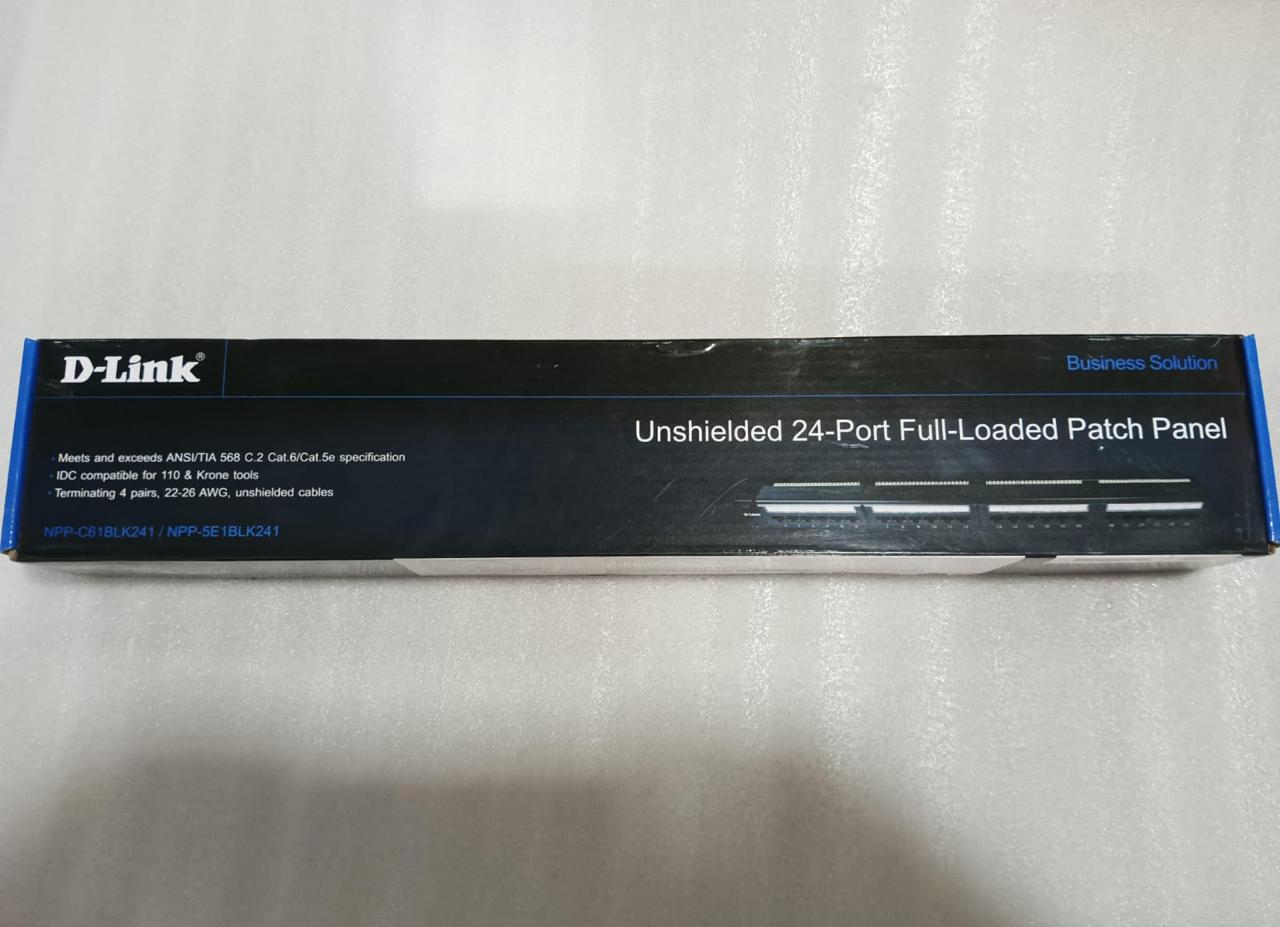 D-Link®
Business Solution
Unshielded 24-Port Full-Loaded Patch Panel
• Meets and exceeds ANSI/TIA 568 C.2 Cat.6/Cat.5e specification
• IDC compatible for 110 & Krone tools
• Terminating 4 pairs, 22-26 AWG, unshielded cables
NPP-C61BLK241 / NPP-5E1BLK241
D-Link